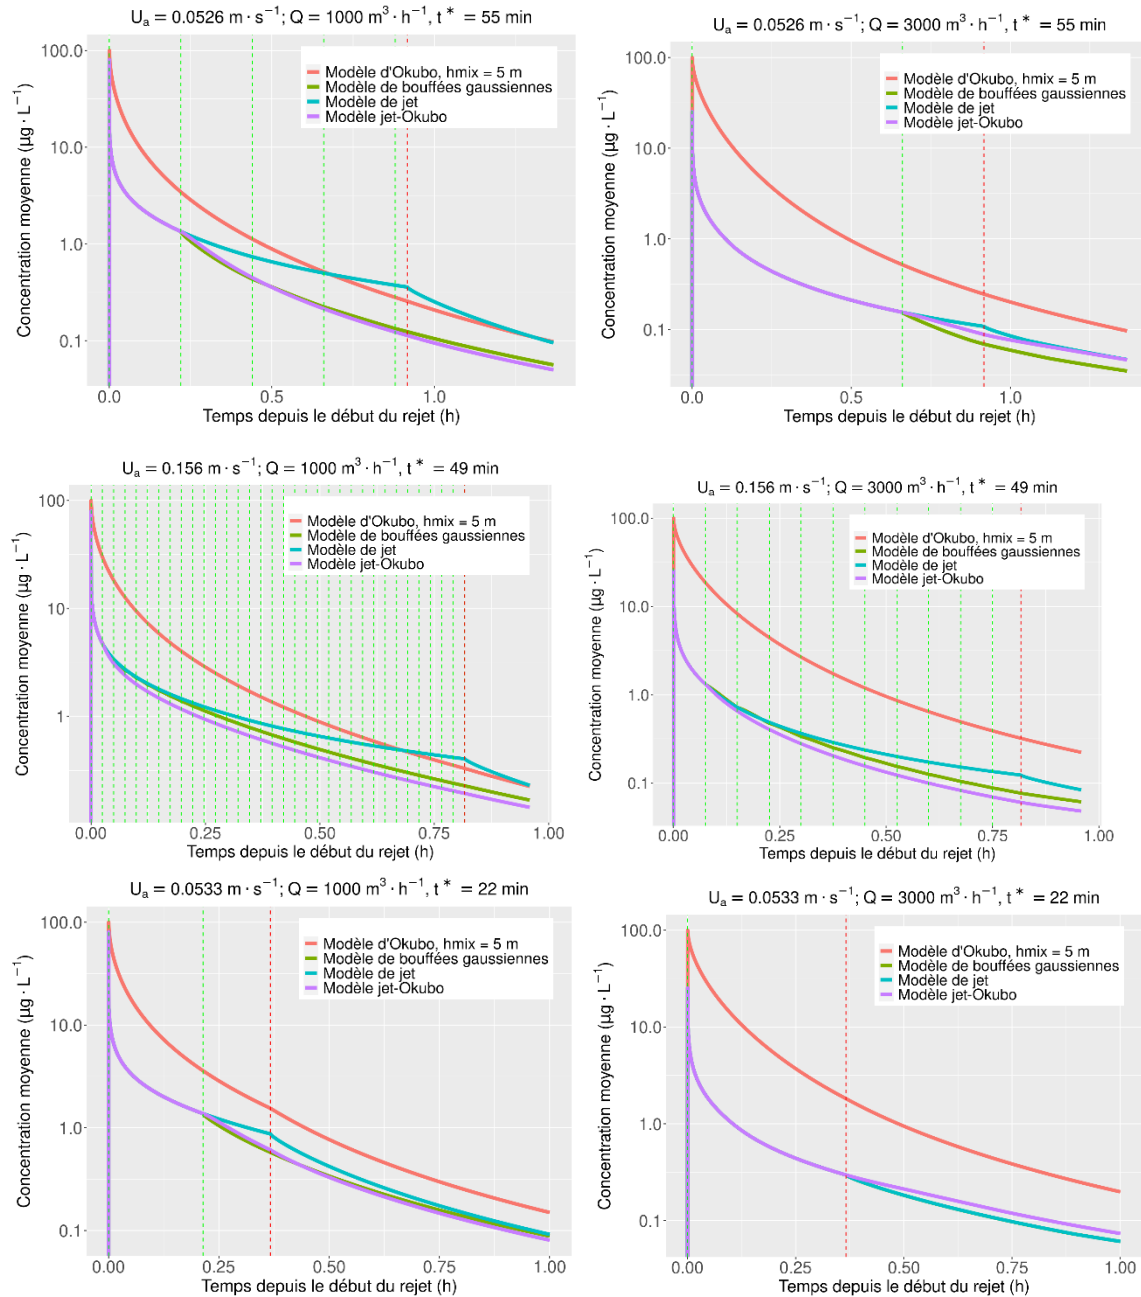 U_a = 0.0526 m · s⁻¹; Q = 1000 m³ · h⁻¹, t* = 55 min
Concentration moyenne (µg · L⁻¹)
100.0
10.0
1.0
0.1
Modèle d'Okubo, hmix = 5 m
Modèle de bouffées gaussiennes
Modèle de jet
Modèle jet-Okubo
0.0 0.5 1.0
Temps depuis le début du rejet (h)
U_a = 0.0526 m · s⁻¹; Q = 3000 m³ · h⁻¹, t* = 55 min
Concentration moyenne (µg · L⁻¹)
100.0
10.0
1.0
0.1
Modèle d'Okubo, hmix = 5 m
Modèle de bouffées gaussiennes
Modèle de jet
Modèle jet-Okubo
0.0 0.5 1.0
Temps depuis le début du rejet (h)
U_a = 0.156 m · s⁻¹; Q = 1000 m³ · h⁻¹, t* = 49 min
Concentration moyenne (µg · L⁻¹)
100
10
1
Modèle d'Okubo, hmix = 5 m
Modèle de bouffées gaussiennes
Modèle de jet
Modèle jet-Okubo
0.00 0.25 0.50 0.75 1.00
Temps depuis le début du rejet (h)
U_a = 0.156 m · s⁻¹; Q = 3000 m³ · h⁻¹, t* = 49 min
Concentration moyenne (µg · L⁻¹)
100.0
10.0
1.0
0.1
Modèle d'Okubo, hmix = 5 m
Modèle de bouffées gaussiennes
Modèle de jet
Modèle jet-Okubo
0.00 0.25 0.50 0.75 1.00
Temps depuis le début du rejet (h)
U_a = 0.0533 m · s⁻¹; Q = 1000 m³ · h⁻¹, t* = 22 min
Concentration moyenne (µg · L⁻¹)
100.0
10.0
1.0
0.1
Modèle d'Okubo, hmix = 5 m
Modèle de bouffées gaussiennes
Modèle de jet
Modèle jet-Okubo
0.00 0.25 0.50 0.75 1.00
Temps depuis le début du rejet (h)
U_a = 0.0533 m · s⁻¹; Q = 3000 m³ · h⁻¹, t* = 22 min
Concentration moyenne (µg · L⁻¹)
100.0
10.0
1.0
0.1
Modèle d'Okubo, hmix = 5 m
Modèle de bouffées gaussiennes
Modèle de jet
Modèle jet-Okubo
0.00 0.25 0.50 0.75 1.00
Temps depuis le début du rejet (h)